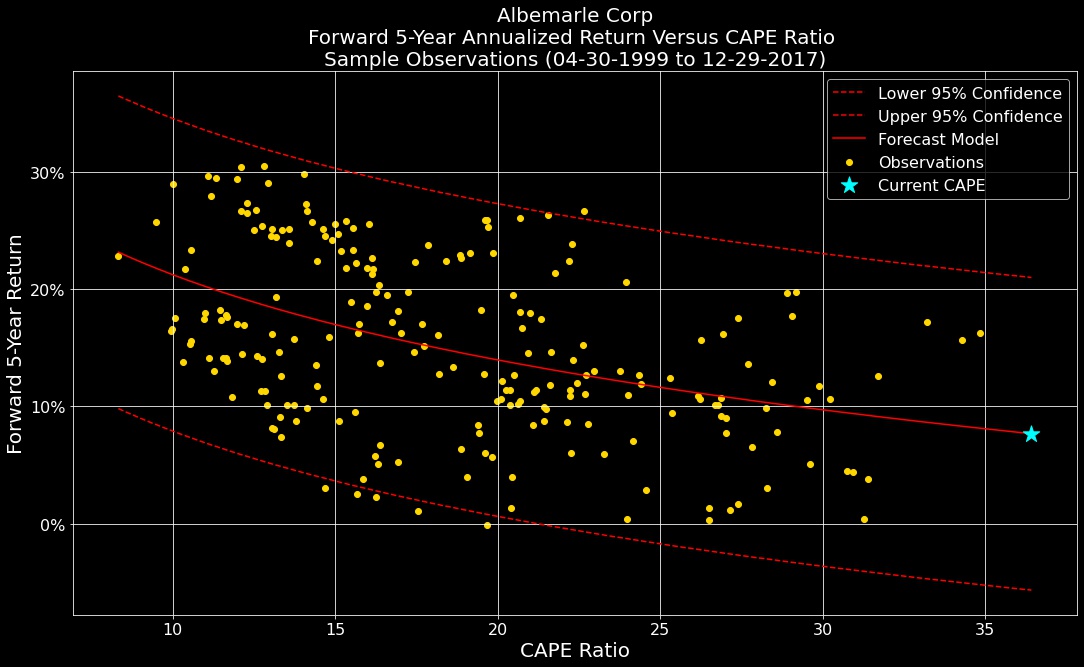 Albemarle Corp
Forward 5-Year Annualized Return Versus CAPE Ratio
Sample Observations (04-30-1999 to 12-29-2017)
Lower 95% Confidence
Upper 95% Confidence
Forecast Model
Observations
Current CAPE
Forward 5-Year Return
30%
20%
10%
0%
10 15 20 25 30 35
CAPE Ratio